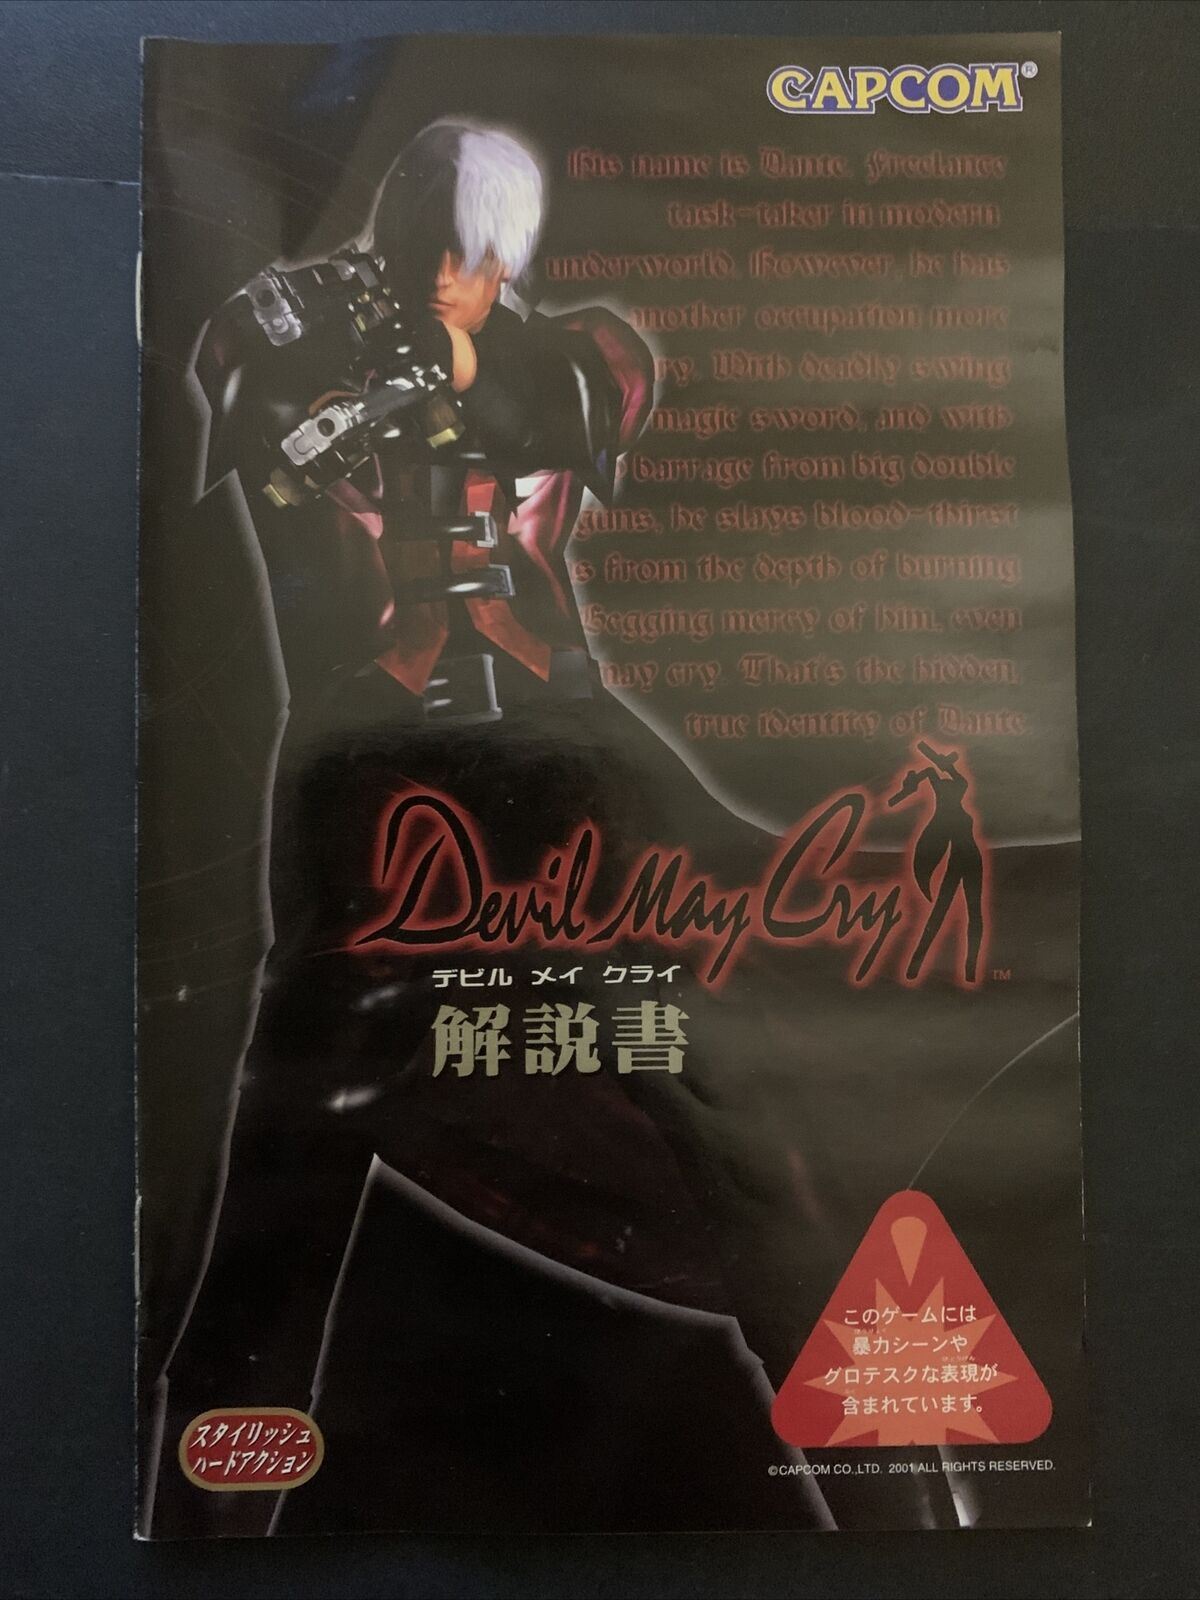 CAPCOM®
His name is Dante. Freelance
task-taker in modern
underworld. However, he has
another occupation more
ry. With deadly swing
magic sword, and with
barrage from big double
guns, he slays blood-thirst
s from the depth of burning
Begging mercy of him, even
may cry. That's the hidden
true identity of Dante.
Devil May Cry
TM
デビル メイ クライ
解説書
このゲームには
暴力シーンや
グロテスクな表現が
含まれています。
スタイリッシュ
ハードアクション
©CAPCOM CO.,LTD. 2001 ALL RIGHTS RESERVED.